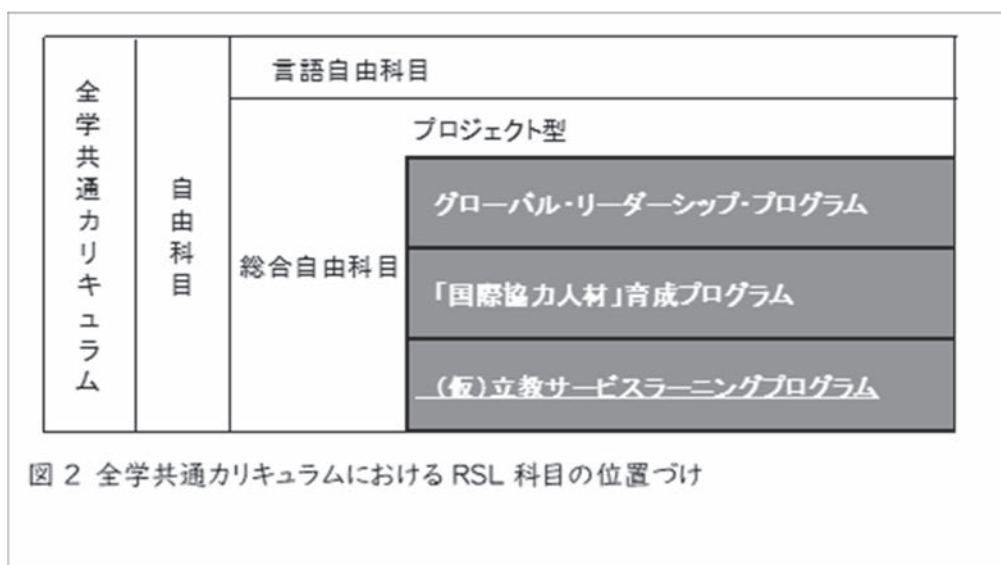 全学共通カリキュラム
自由科目
言語自由科目
総合自由科目
プロジェクト型
グローバル・リーダーシップ・プログラム
「国際協力人材」育成プログラム
（仮）立教サービスラーニングプログラム
図 2 全学共通カリキュラムにおける RSL 科目の位置づけ